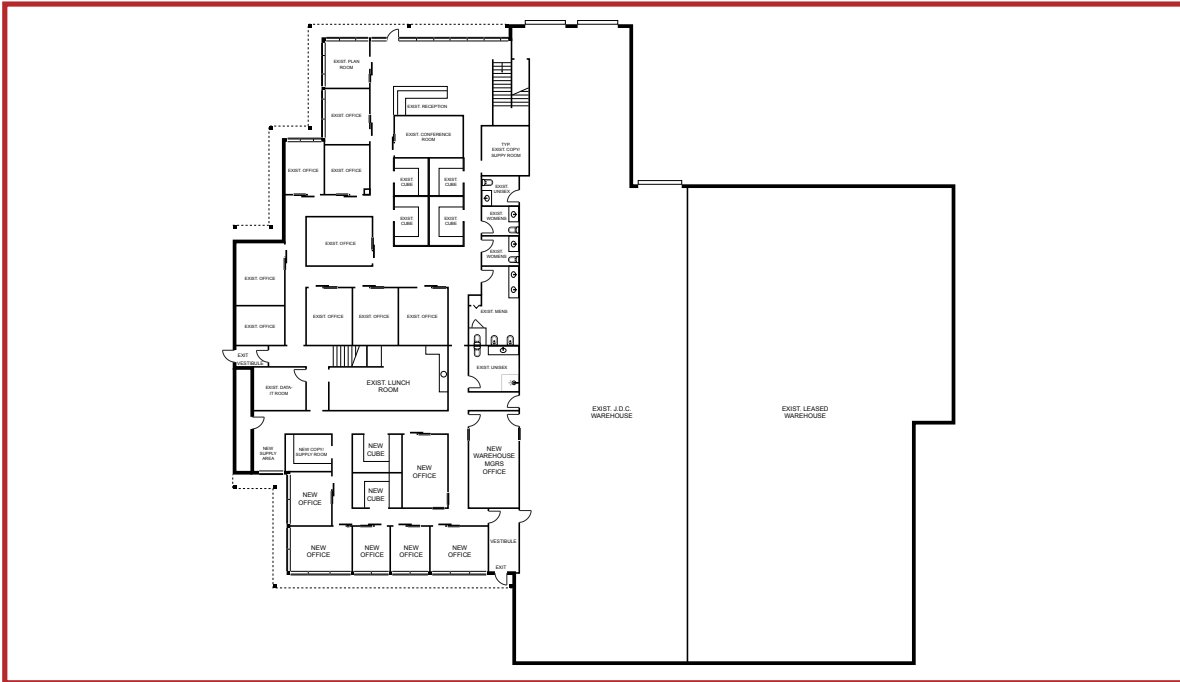 EXIST. PLAN
ROOM
EXIST. OFFICE
EXIST. RECEPTION
EXIST. CONFERENCE
ROOM
TYP.
EXIST. COPY/
SUPPY ROOM
EXIST. OFFICE
EXIST. OFFICE
EXIST.
CUBE
EXIST.
CUBE
EXIST.
UNISEX
EXIST.
CUBE
EXIST.
CUBE
EXIST.
WOMENS
EXIST. OFFICE
EXIST.
WOMENS
EXIST. OFFICE
EXIST. OFFICE
EXIST. OFFICE
EXIST. OFFICE
EXIST. OFFICE
EXIST. MENS
EXIT
VESTIBULE
EXIST. UNISEX
EXIST. DATA-
IT ROOM
EXIST. LUNCH
ROOM
EXIST. J.D.C.
WAREHOUSE
EXIST. LEASED
WAREHOUSE
NEW
SUPPLY
AREA
NEW COPY/
SUPPLY ROOM
NEW
CUBE
NEW
OFFICE
NEW
WAREHOUSE
MGRS
OFFICE
NEW
OFFICE
NEW
CUBE
NEW
OFFICE
NEW
OFFICE
NEW
OFFICE
NEW
OFFICE
VESTIBULE
EXIT